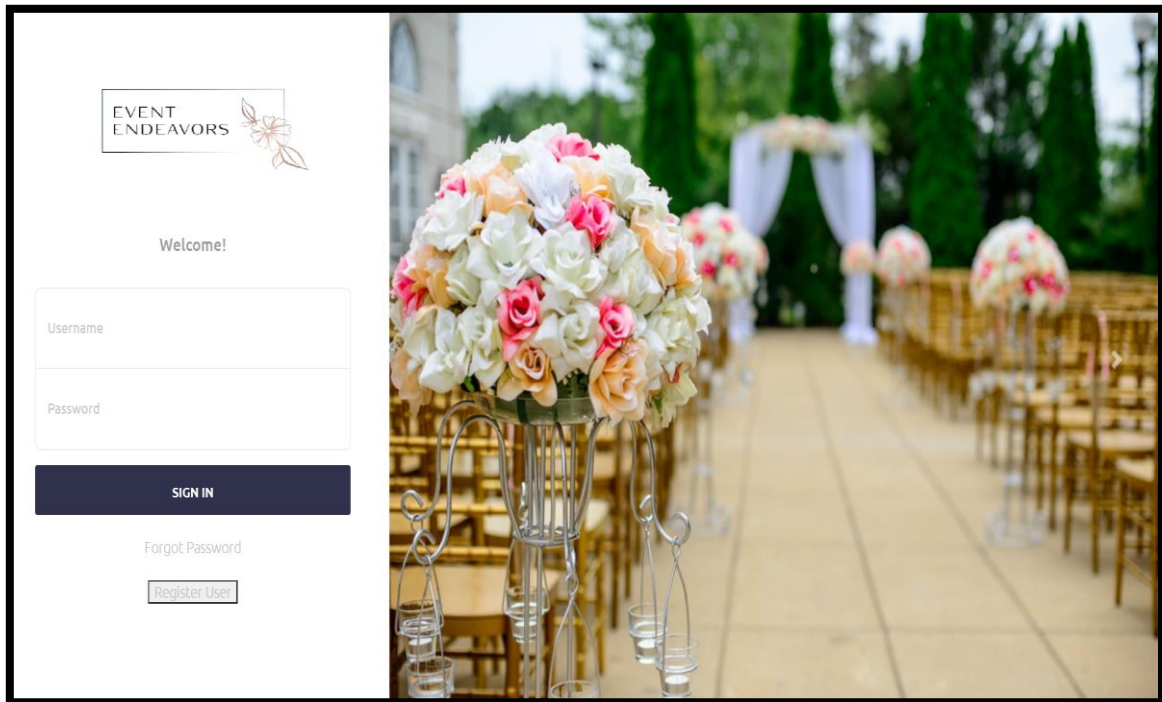 EVENT
ENDEAVORS
Welcome!
Username
Password
SIGN IN
Forgot Password
Register User